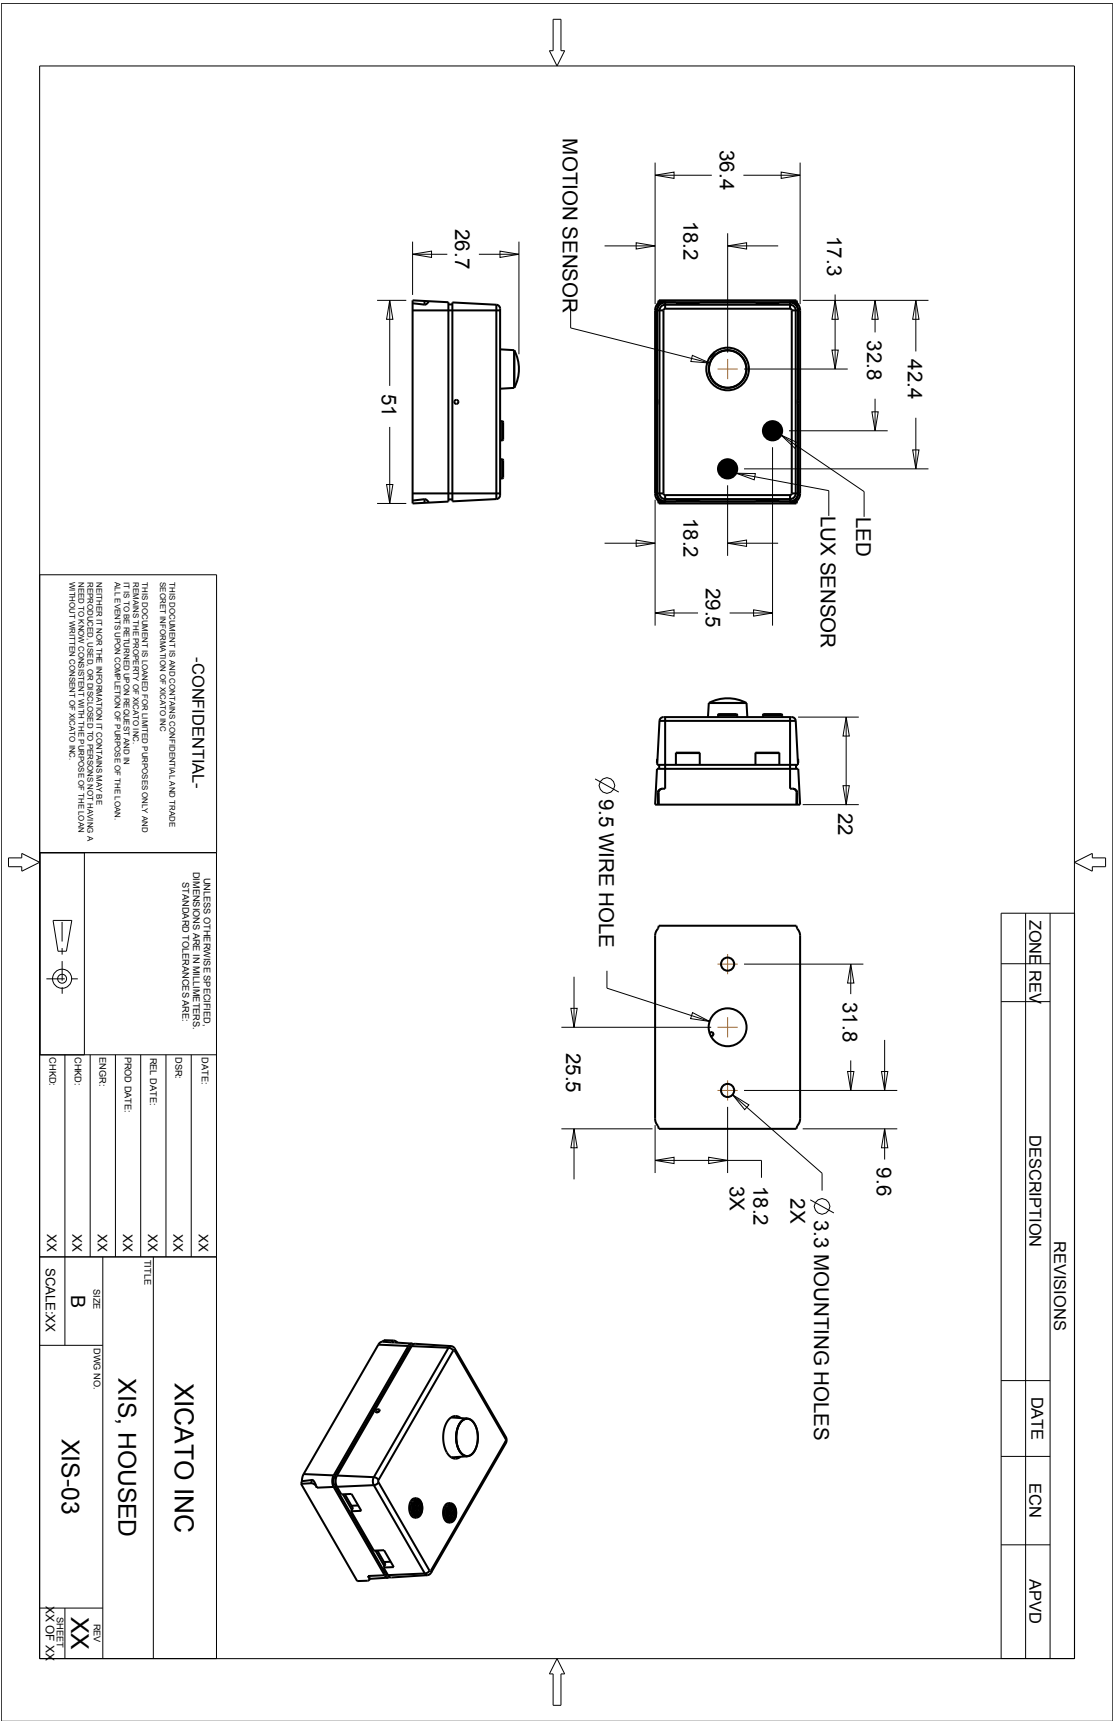 REVISIONS
ZONE REV DESCRIPTION DATE ECN APVD
42.4
32.8
17.3
36.4
18.2
MOTION SENSOR
LED
LUX SENSOR
18.2
29.5
22
31.8
9.6
Ø 3.3 MOUNTING HOLES
2X
18.2
3X
Ø 9.5 WIRE HOLE
25.5
26.7
51
-CONFIDENTIAL-
THIS DOCUMENT IS AND CONTAINS CONFIDENTIAL AND TRADE
SECRET INFORMATION OF XICATO INC
THIS DOCUMENT IS LOANED FOR LIMITED PURPOSES ONLY AND
REMAINS THE PROPERTY OF XICATO INC.
IT IS TO BE RETURNED UPON REQUEST AND IN
ALL EVENTS UPON COMPLETION OF PURPOSE OF THE LOAN.
NEITHER IT NOR THE INFORMATION IT CONTAINS MAY BE
REPRODUCED, USED, OR DISCLOSED TO PERSONS NOT HAVING A
NEED TO KNOW CONSISTENT WITH THE PURPOSE OF THE LOAN
WITHOUT WRITTEN CONSENT OF XICATO INC.
UNLESS OTHERWISE SPECIFIED,
DIMENSIONS ARE IN MILLIMETERS.
STANDARD TOLERANCES ARE:
DATE: XX
DSR: XX
REL DATE: XX
PROD DATE: XX
ENGR: XX
CHKD: XX
CHKD: XX
XICATO INC
TITLE
XIS, HOUSED
SIZE
B
DWG NO.
XIS-03
REV
XX
SCALE:XX
SHEET
XX OF XX